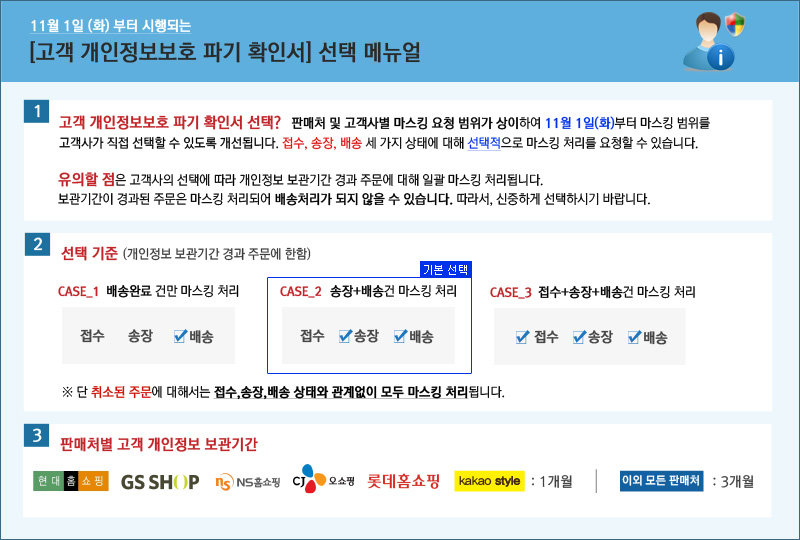 11월 1일 (화) 부터 시행되는
[고객 개인정보보호 파기 확인서] 선택 메뉴얼
1
고객 개인정보보호 파기 확인서 선택? 판매처 및 고객사별 마스킹 요청 범위가 상이하여 11월 1일(화)부터 마스킹 범위를
고객사가 직접 선택할 수 있도록 개선됩니다. 접수, 송장, 배송 세 가지 상태에 대해 선택적으로 마스킹 처리를 요청할 수 있습니다.
유의할 점은 고객사의 선택에 따라 개인정보 보관기간 경과 주문에 대해 일괄 마스킹 처리됩니다.
보관기간이 경과된 주문은 마스킹 처리되어 배송처리가 되지 않을 수 있습니다. 따라서, 신중하게 선택하시기 바랍니다.
2
선택 기준 (개인정보 보관기간 경과 주문에 한함)
기본 선택
CASE_1 배송완료 건만 마스킹 처리
접수 송장 배송
CASE_2 송장+배송건 마스킹 처리
접수 송장 배송
CASE_3 접수+송장+배송건 마스킹 처리
접수 송장 배송
※ 단 취소된 주문에 대해서는 접수,송장,배송 상태와 관계없이 모두 마스킹 처리됩니다.
3
판매처별 고객 개인정보 보관기간
현대홈쇼핑 GS SHOP ns NS홈쇼핑 CJ 오쇼핑 롯데홈쇼핑 kakao style : 1개월 이외 모든 판매처 : 3개월